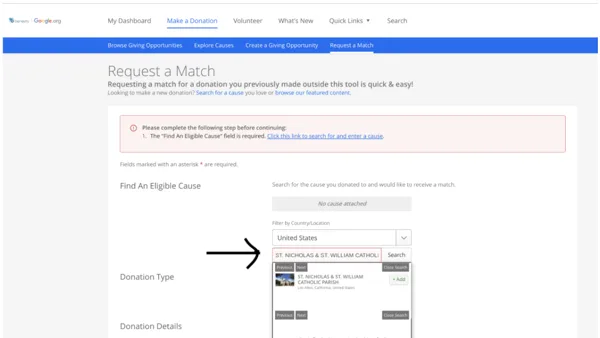 Google.org
My Dashboard Make a Donation Volunteer What's New Quick Links Search
Browse Giving Opportunities Explore Causes Create a Giving Opportunity Request a Match
Request a Match
Requesting a match for a donation you previously made outside this tool is quick & easy!
Looking to make a new donation? Search for a cause you love or browse our featured content.
Please complete the following step before continuing:
1. The "Find An Eligible Cause" field is required. Click this link to search for and enter a cause.
Fields marked with an asterisk * are required.
Find An Eligible Cause
Search for the cause you donated to and would like to receive a match.
No cause attached
Filter by Country/Location
United States
ST. NICHOLAS & ST. WILLIAM CATHOLI Search
Previous Next Close Search
ST. NICHOLAS & ST. WILLIAM
CATHOLIC PARISH
+ Add
Los Altos, California, United States
Donation Type
Previous Next Close Search
Donation Details